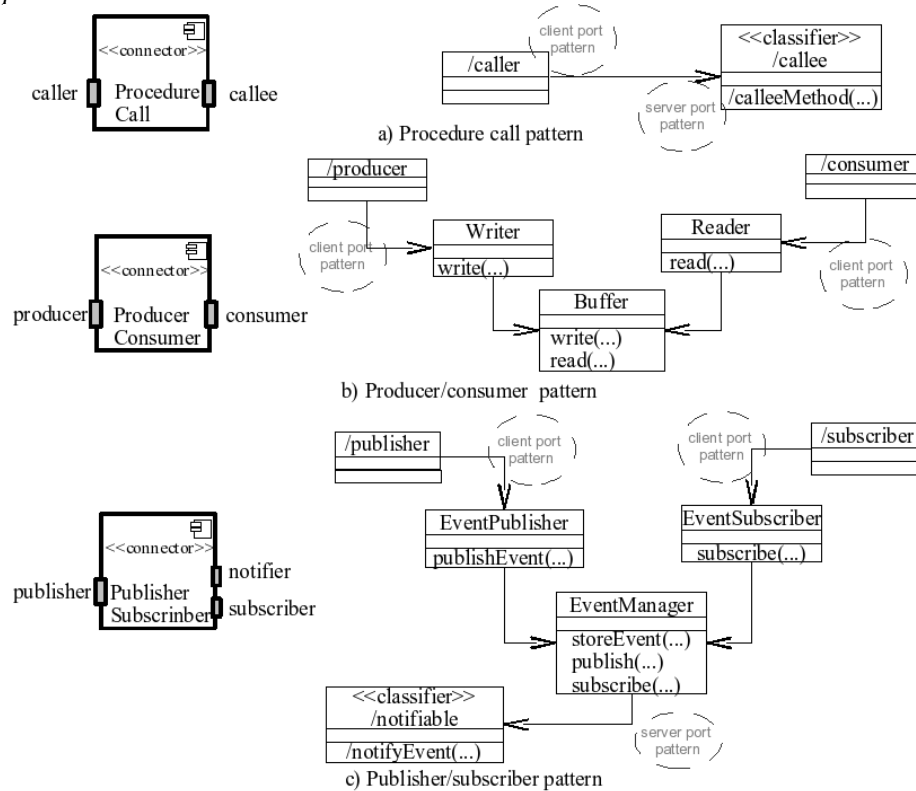 <<connector>>
caller
Procedure
Call
callee
client port
pattern
/caller
<<classifier>>
/callee
/calleeMethod(...)
server port
pattern
a) Procedure call pattern
<<connector>>
producer
Producer
Consumer
consumer
/producer
/consumer
client port
pattern
Writer
write(...)
Reader
read(...)
client port
pattern
Buffer
write(...)
read(...)
b) Producer/consumer pattern
<<connector>>
publisher
Publisher
Subscrinber
notifier
subscriber
/publisher
client port
pattern
client port
pattern
/subscriber
EventPublisher
publishEvent(...)
EventSubscriber
subscribe(...)
EventManager
storeEvent(...)
publish(...)
subscribe(...)
<<classifier>>
/notifiable
/notifyEvent(...)
server port
pattern
c) Publisher/subscriber pattern